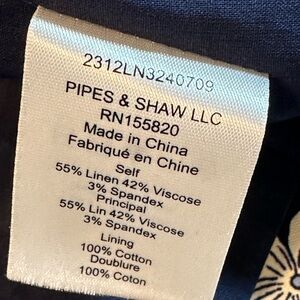 2312LN3240709
PIPES & SHAW LLC
RN155820
Made in China
Fabriqué en Chine
Self
55% Linen 42% Viscose
3% Spandex
Principal
55% Lin 42% Viscose
3% Spandex
Lining
100% Cotton
Doublure
100% Coton